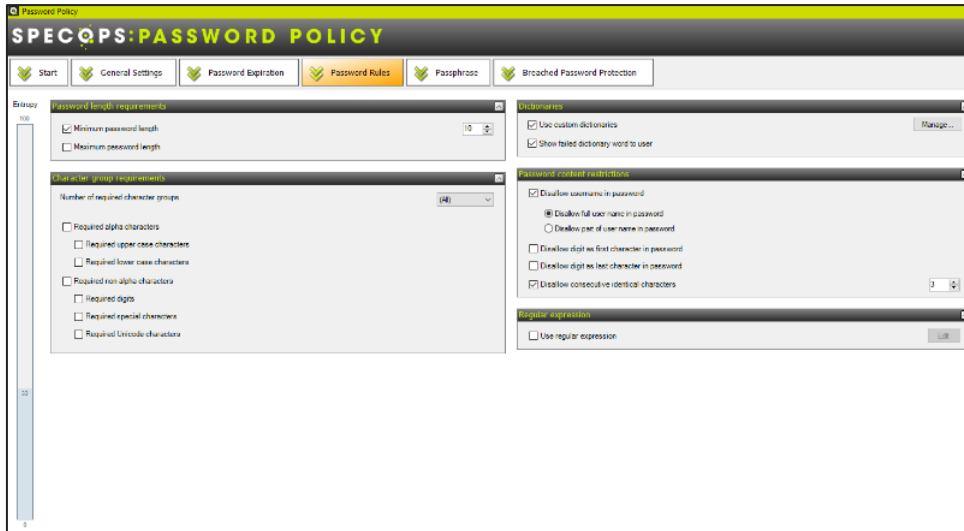 Password Policy
SPECOPS:PASSWORD POLICY
Start
General Settings
Password Expiration
Password Rules
Passphrase
Breached Password Protection
Entropy
100
33
0
Password length requirements
Minimum password length
10
Maximum password length
Character group requirements
Number of required character groups
(All)
Required alpha characters
Required upper case characters
Required lower case characters
Required non alpha characters
Required digits
Required special characters
Required Unicode characters
Dictionaries
Use custom dictionaries
Manage...
Show failed dictionary word to user
Password content restrictions
Disallow username in password
Disallow full user name in password
Disallow part of user name in password
Disallow digit as first character in password
Disallow digit as last character in password
Disallow consecutive identical characters
3
Regular expression
Use regular expression
Edit